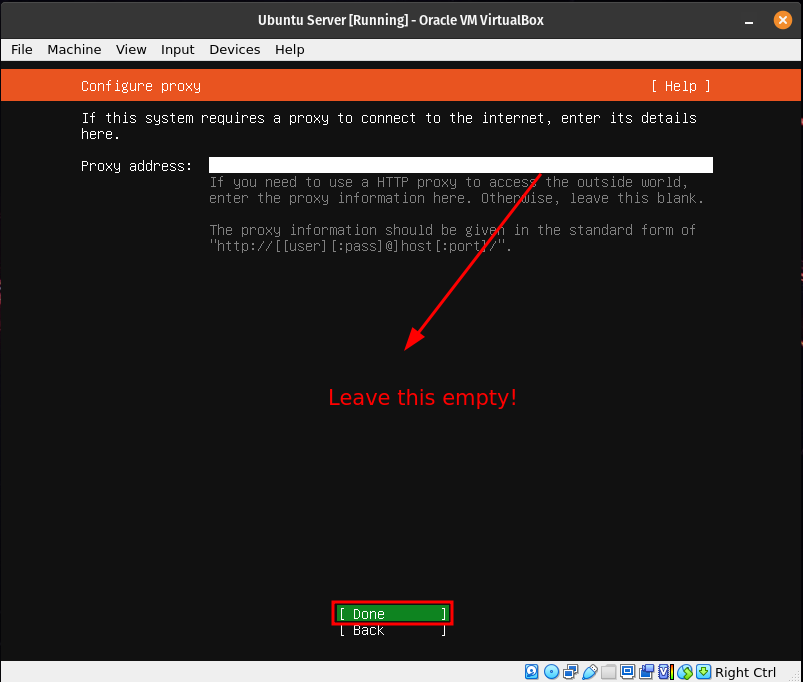 Ubuntu Server [Running] - Oracle VM VirtualBox
File Machine View Input Devices Help
Configure proxy [ Help ]
If this system requires a proxy to connect to the internet, enter its details
here.
Proxy address:
If you need to use a HTTP proxy to access the outside world,
enter the proxy information here. Otherwise, leave this blank.
The proxy information should be given in the standard form of
"http://[[user][:pass]@]host[:port]/".
Leave this empty!
[ Done ]
[ Back ]
Right Ctrl